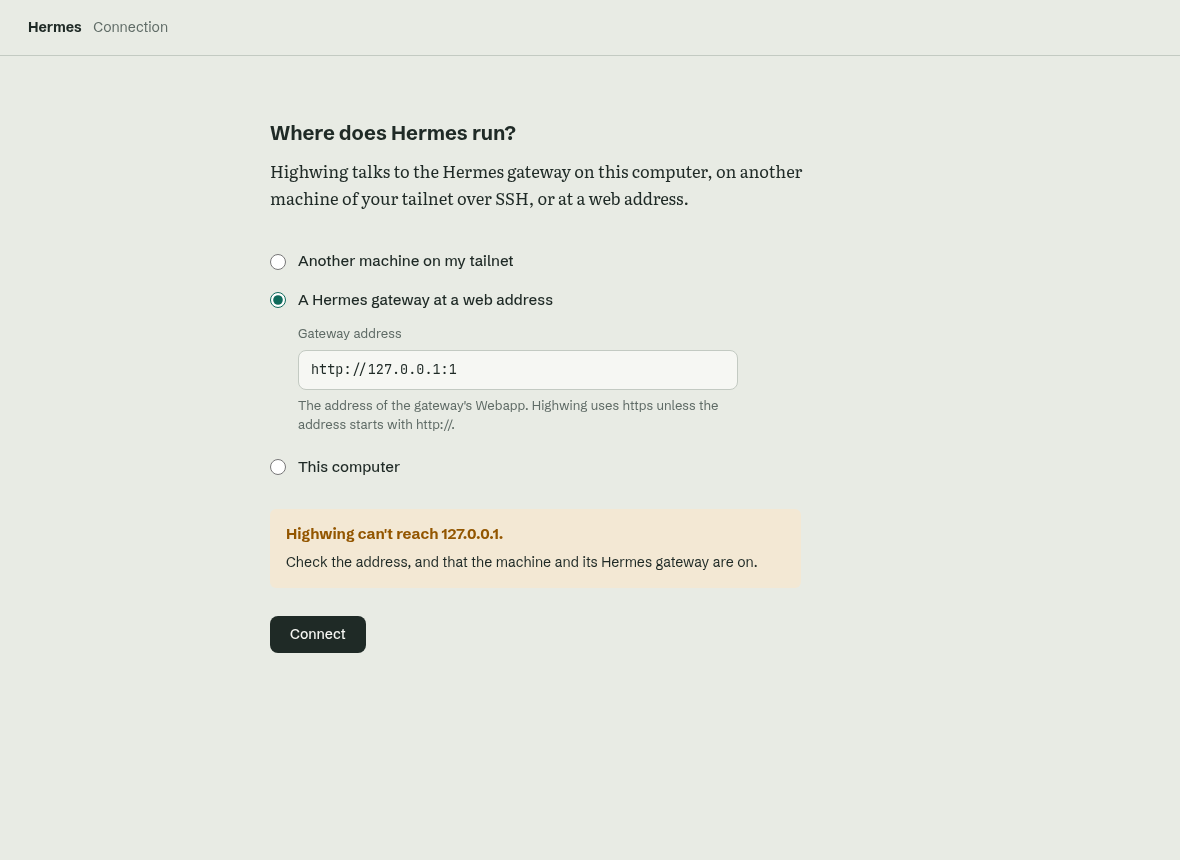 Hermes Connection
Where does Hermes run?
Highwing talks to the Hermes gateway on this computer, on another
machine of your tailnet over SSH, or at a web address.
Another machine on my tailnet
A Hermes gateway at a web address
Gateway address
http://127.0.0.1:1
The address of the gateway's Webapp. Highwing uses https unless the
address starts with http://.
This computer
Highwing can't reach 127.0.0.1.
Check the address, and that the machine and its Hermes gateway are on.
Connect